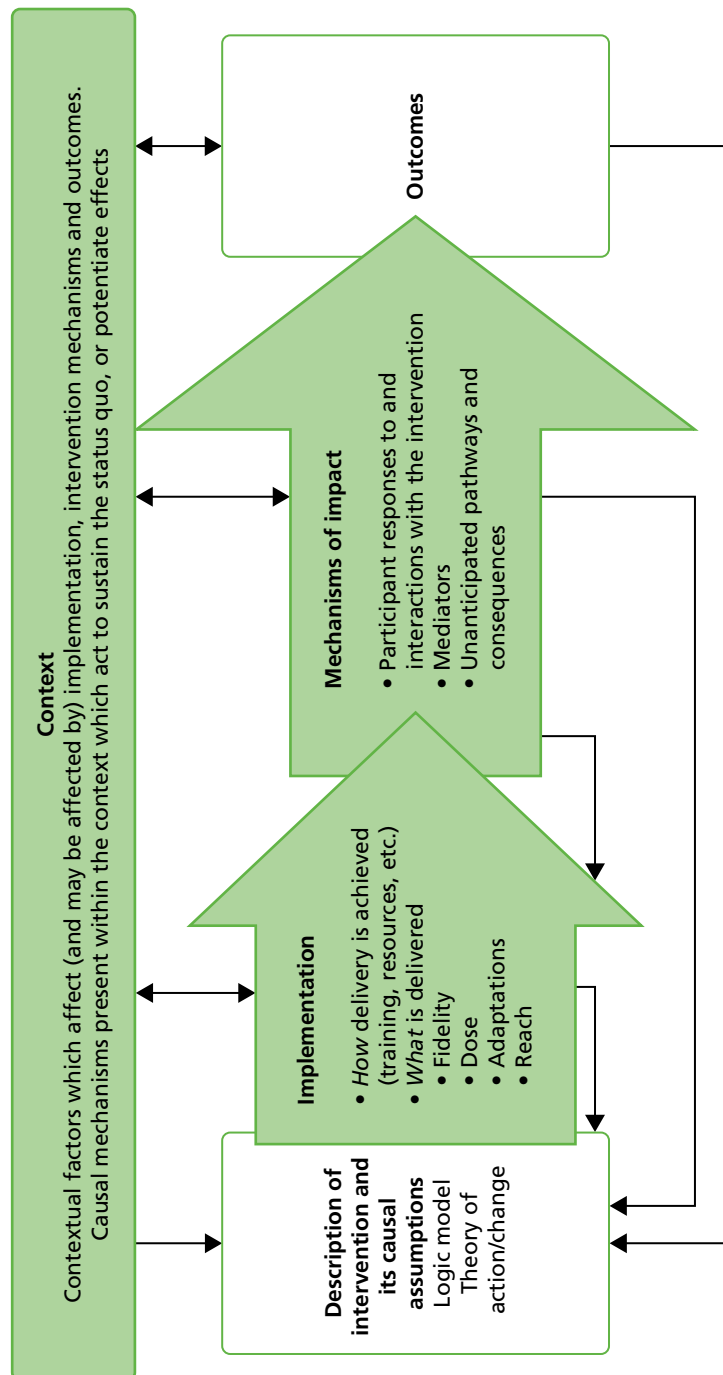 Context
Contextual factors which affect (and may be affected by) implementation, intervention mechanisms and outcomes.
Causal mechanisms present within the context which act to sustain the status quo, or potentiate effects
Description of
intervention and
its causal
assumptions
Logic model
Theory of
action/change
Implementation
• How delivery is achieved
(training, resources, etc.)
• What is delivered
• Fidelity
• Dose
• Adaptations
• Reach
Mechanisms of impact
• Participant responses to and
interactions with the intervention
• Mediators
• Unanticipated pathways and
consequences
Outcomes